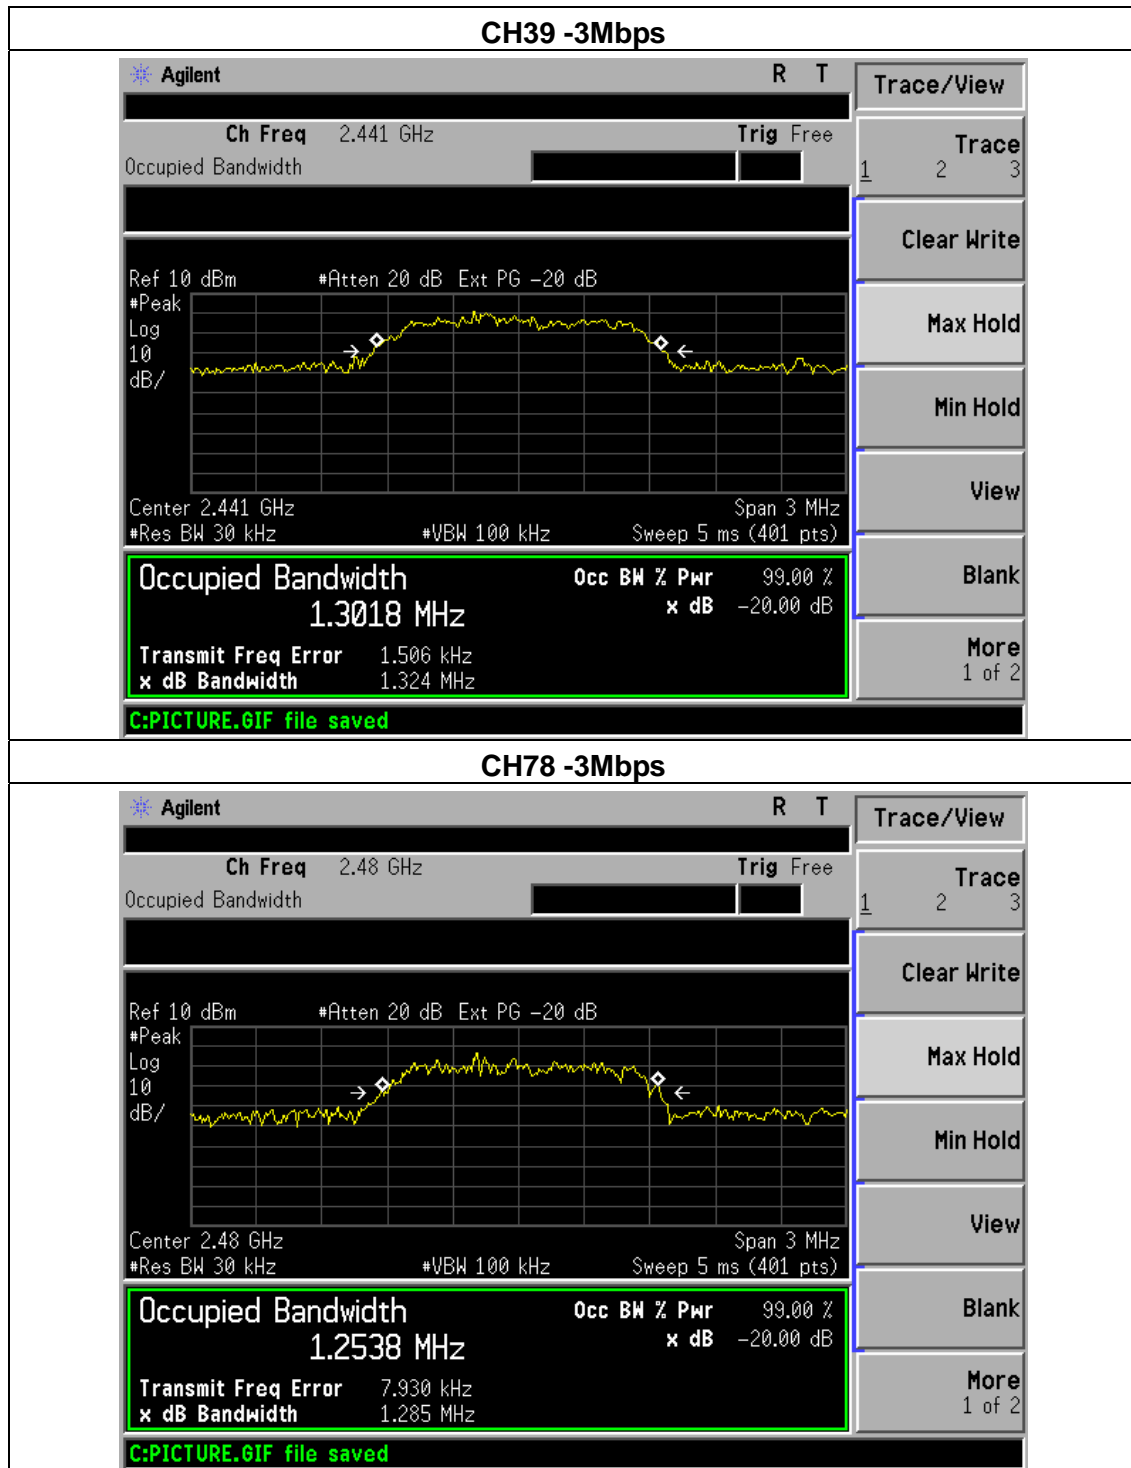 CH39 -3Mbps
Agilent R T
Trace/View
Ch Freq 2.441 GHz Trig Free
Occupied Bandwidth
Trace
1 2 3
Clear Write
Ref 10 dBm #Atten 20 dB Ext PG -20 dB
#Peak
Log
10
dB/
Max Hold
Min Hold
View
Center 2.441 GHz Span 3 MHz
#Res BW 30 kHz #VBW 100 kHz Sweep 5 ms (401 pts)
Occupied Bandwidth Occ BW % Pwr 99.00 %
1.3018 MHz x dB -20.00 dB
Blank
Transmit Freq Error 1.506 kHz
x dB Bandwidth 1.324 MHz
More
1 of 2
C:PICTURE.GIF file saved
CH78 -3Mbps
Agilent R T
Trace/View
Ch Freq 2.48 GHz Trig Free
Occupied Bandwidth
Trace
1 2 3
Clear Write
Ref 10 dBm #Atten 20 dB Ext PG -20 dB
#Peak
Log
10
dB/
Max Hold
Min Hold
View
Center 2.48 GHz Span 3 MHz
#Res BW 30 kHz #VBW 100 kHz Sweep 5 ms (401 pts)
Occupied Bandwidth Occ BW % Pwr 99.00 %
1.2538 MHz x dB -20.00 dB
Blank
Transmit Freq Error 7.930 kHz
x dB Bandwidth 1.285 MHz
More
1 of 2
C:PICTURE.GIF file saved